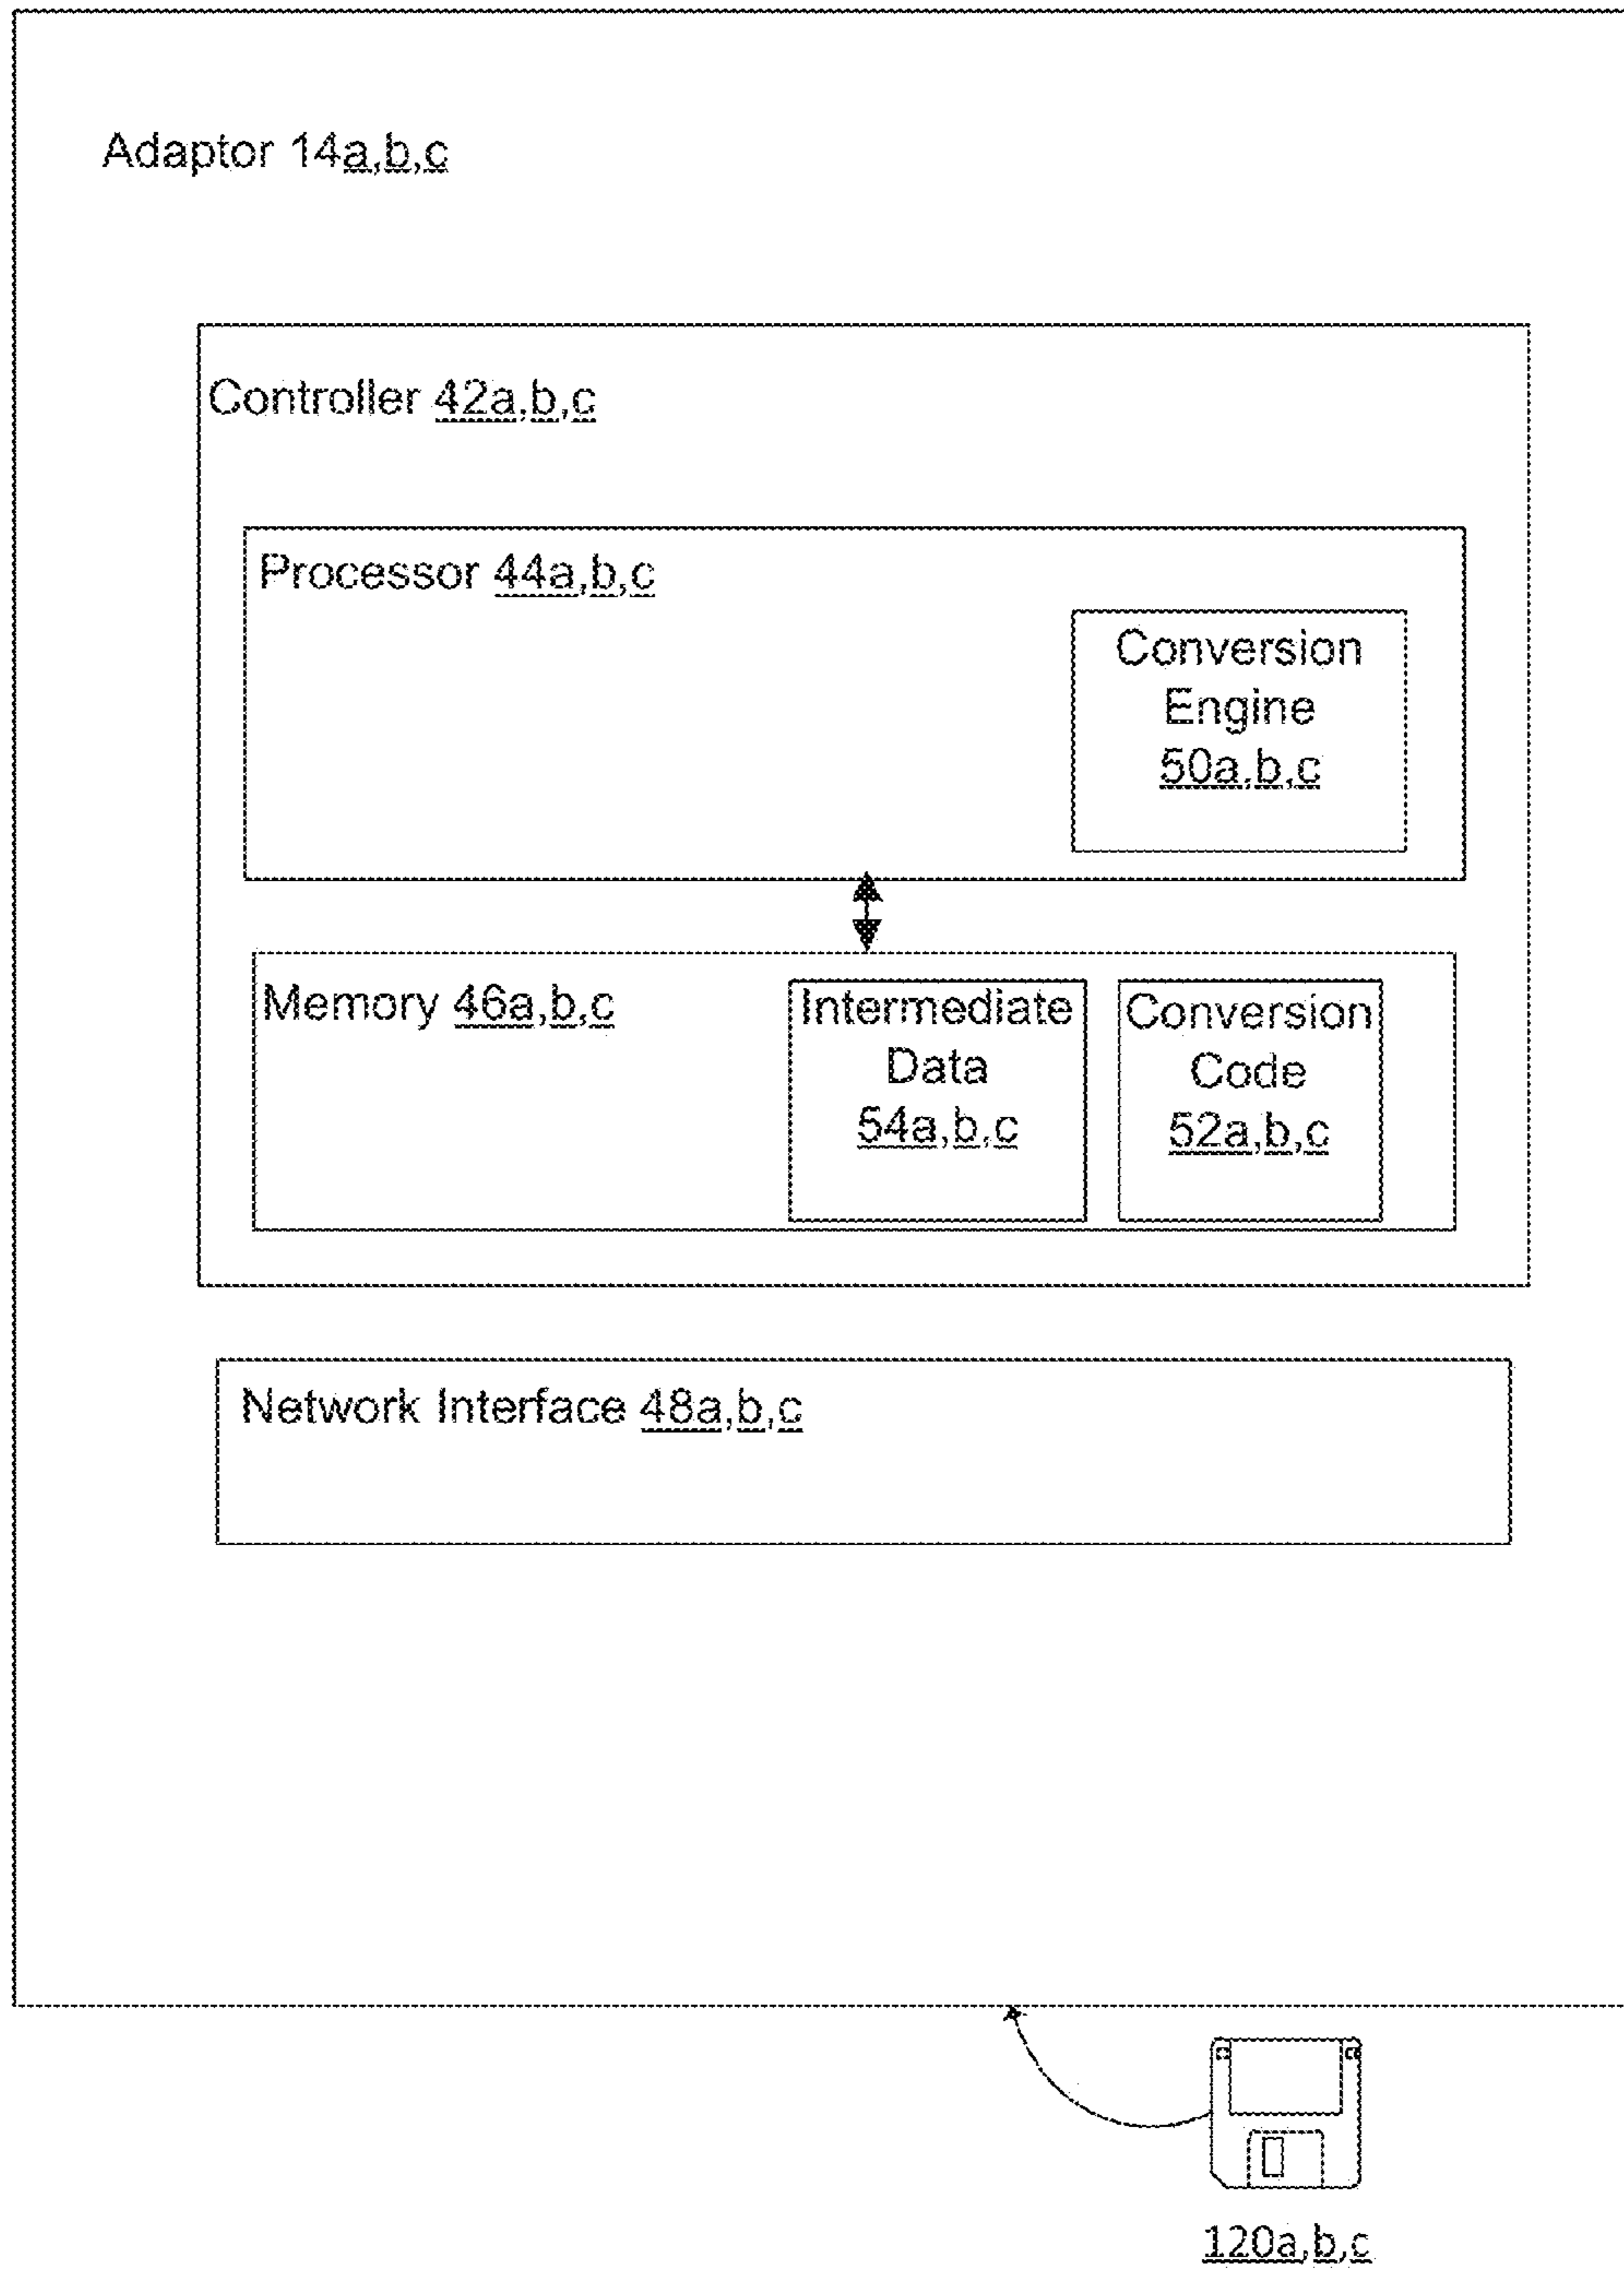 Adaptor 14a,b,c
Controller 42a,b,c
Processor 44a,b,c
Conversion
Engine
50a,b,c
Memory 46a,b,c
Intermediate
Data
54a,b,c
Conversion
Code
52a,b,c
Network Interface 48a,b,c
120a,b,c